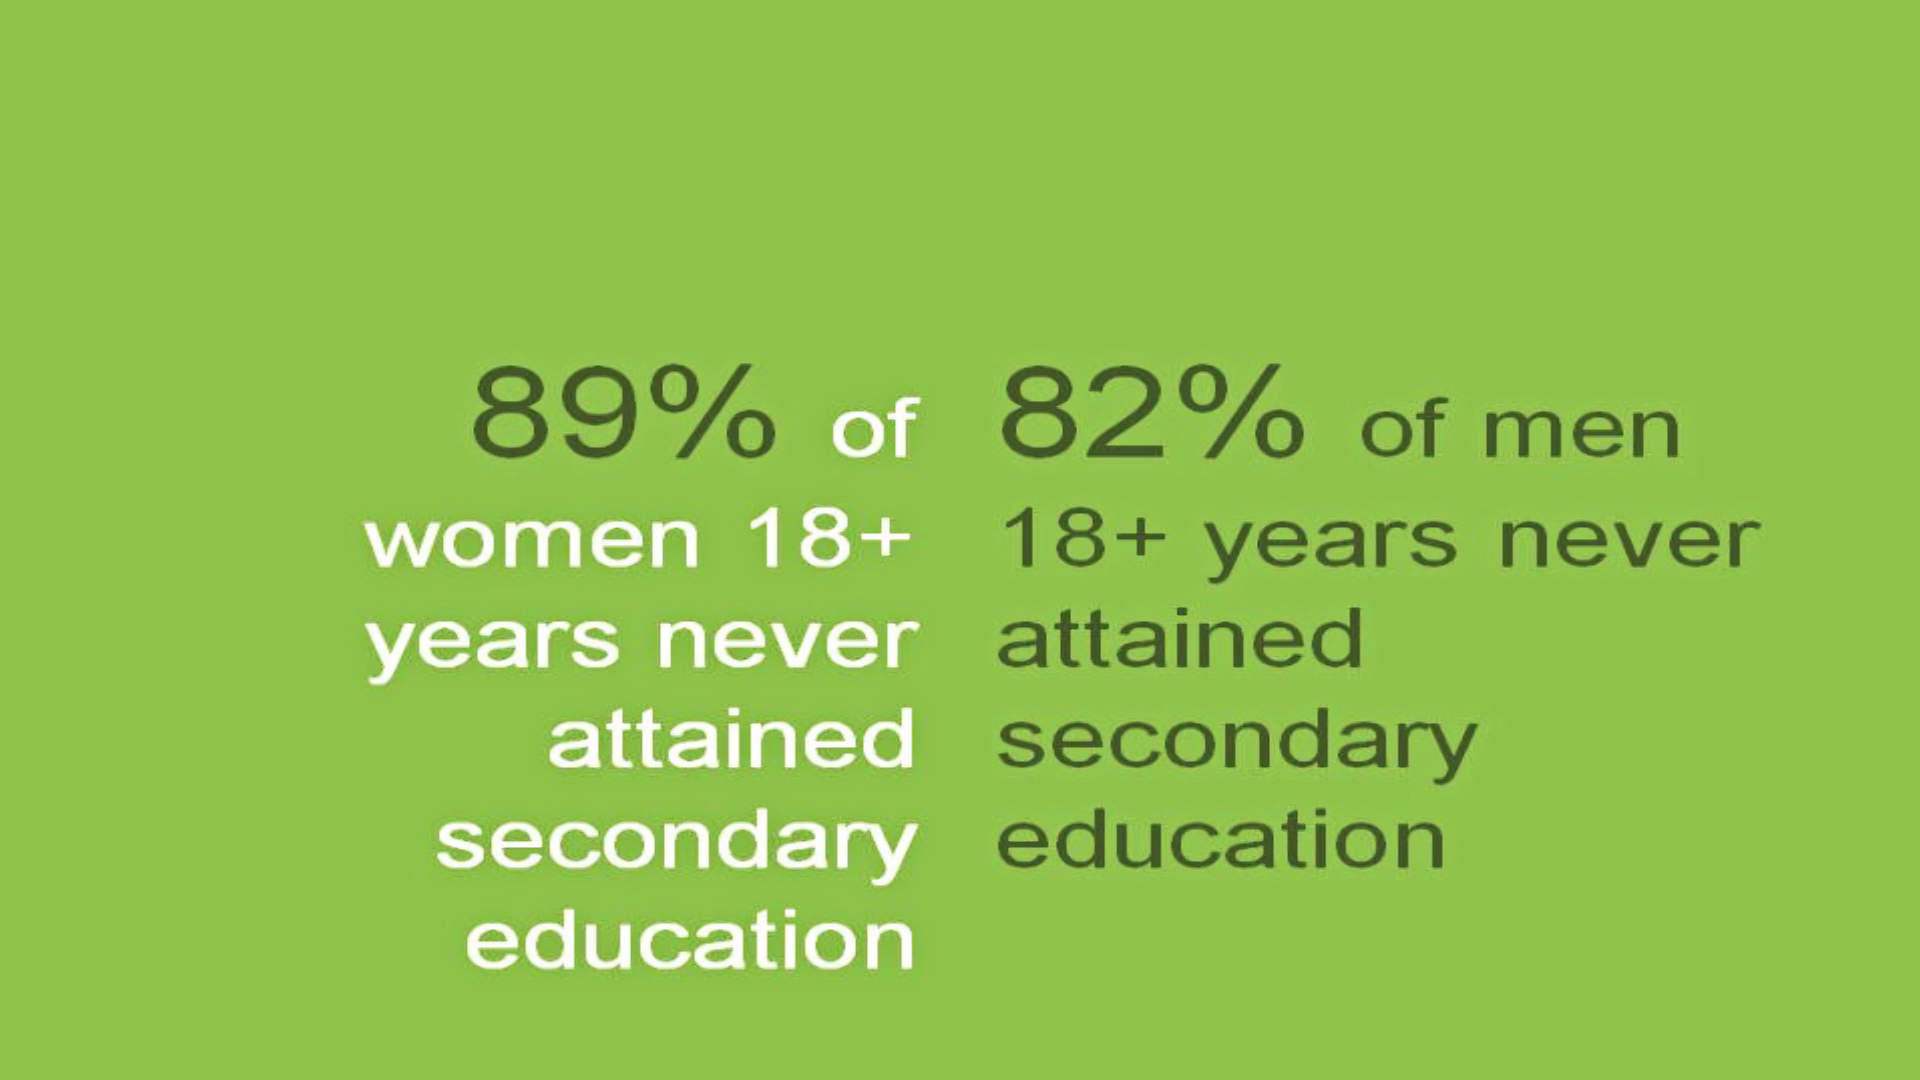 89% of
women 18+
years never
attained
secondary
education
82% of men
18+ years never
attained
secondary
education